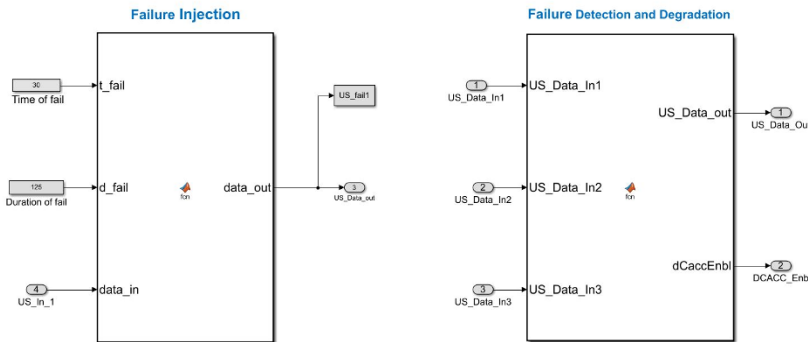 Failure Injection
30
Time of fail
t_fail
US_fail1
125
Duration of fail
d_fail
fcn
data_out
3
US_Data_out
4
US_In_1
data_in
Failure Detection and Degradation
1
US_Data_In1
US_Data_In1
US_Data_out
1
US_Data_Ou
2
US_Data_In2
US_Data_In2
fcn
dCaccEnbl
2
DCACC_Enb
3
US_Data_In3
US_Data_In3